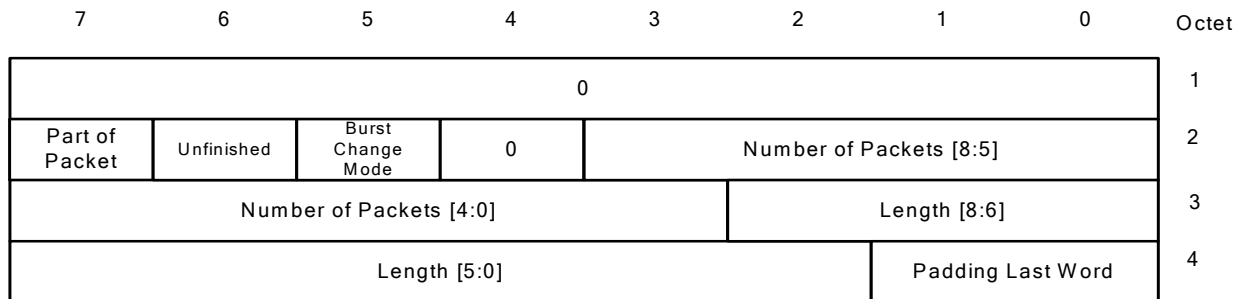 7 6 5 4 3 2 1 0 Octet
0 1
Part of Packet Unfinished Burst Change Mode 0 Number of Packets [8:5] 2
Number of Packets [4:0] Length [8:6] 3
Length [5:0] Padding Last Word 4